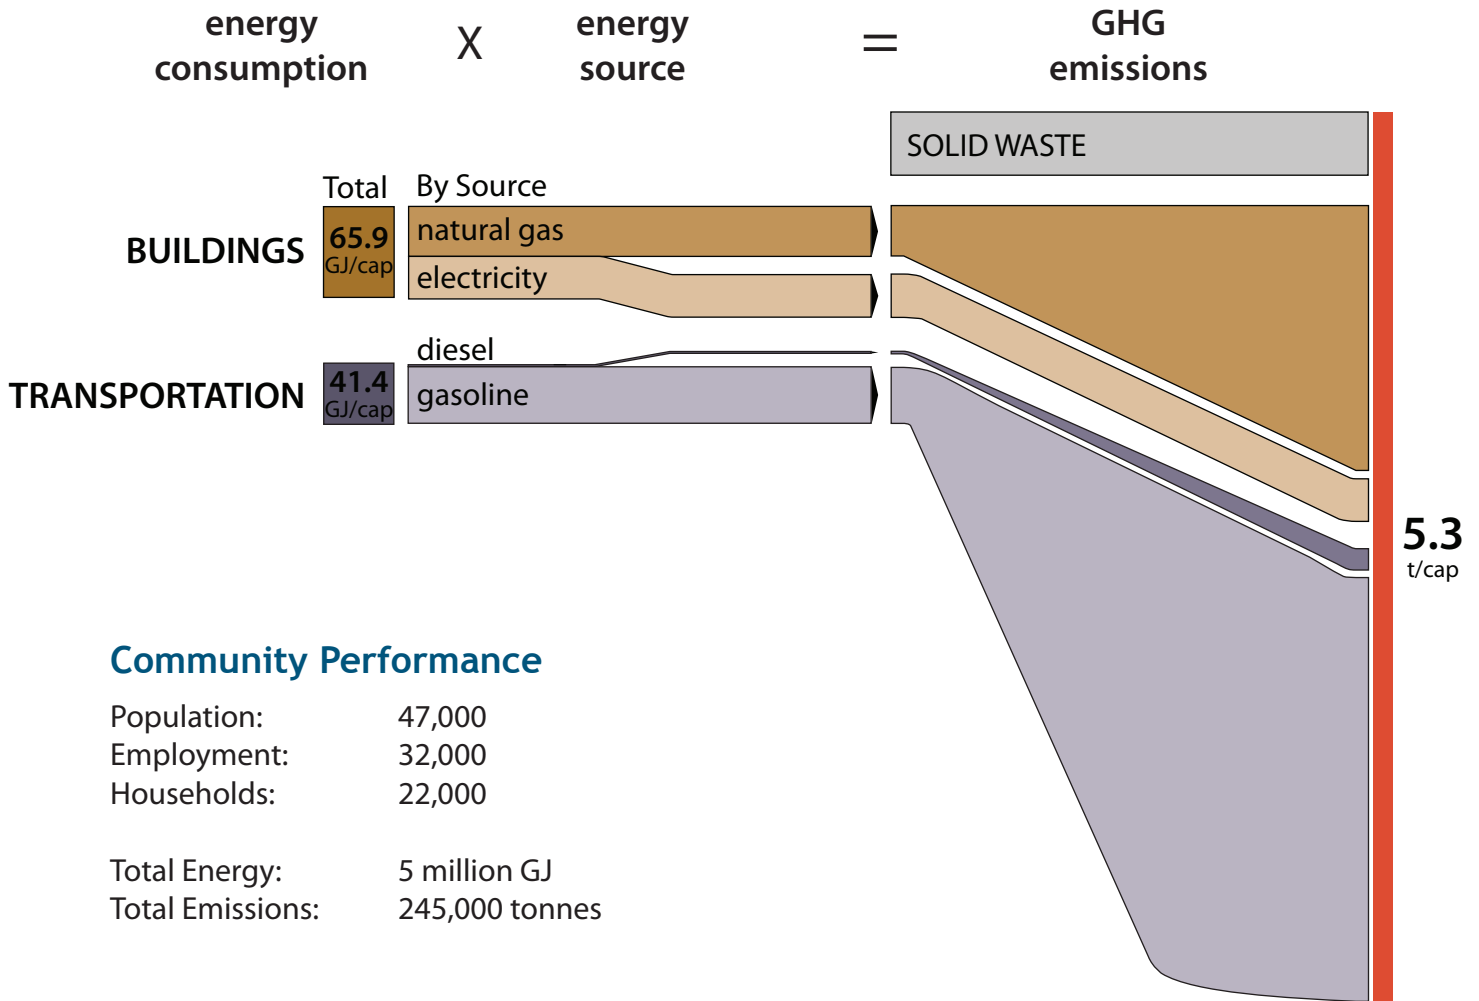 energy consumption X energy source = GHG emissions
SOLID WASTE
Total By Source
BUILDINGS 65.9 GJ/cap natural gas
electricity
diesel
TRANSPORTATION 41.4 GJ/cap gasoline
5.3
t/cap
Community Performance
Population: 47,000
Employment: 32,000
Households: 22,000
Total Energy: 5 million GJ
Total Emissions: 245,000 tonnes